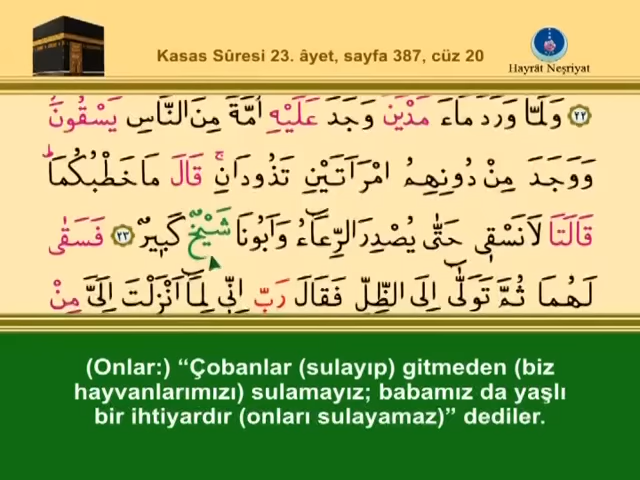 Kasas Sûresi 23. âyet, sayfa 387, cüz 20
Hayrât Neşriyat
﴿٢٢﴾ وَلَمَّا وَرَدَ مَٓاءَ مَدْيَنَ وَجَدَ عَلَيْهِ اُمَّةً مِنَ النَّاسِ يَسْقُونَۘ
وَوَجَدَ مِنْ دُونِهِمُ امْرَاَتَيْنِ تَذُودَانِۚ قَالَ مَا خَطْبُكُمَاۜ
قَالَتَا لَا نَسْقٖي حَتّٰى يُصْدِرَ الرِّعَٓاءُ وَاَبُونَا شَيْخٌ كَبٖيرٌ ﴿٢٣﴾ فَسَقٰى
لَهُمَا ثُمَّ تَوَلّٰٓى اِلَى الظِّلِّ فَقَالَ رَبِّ اِنّٖي لِمَٓا اَنْزَلْتَ اِلَيَّ مِنْ
(Onlar:) “Çobanlar (sulayıp) gitmeden (biz
hayvanlarımızı) sulamayız; babamız da yaşlı
bir ihtiyardır (onları sulayamaz)” dediler.